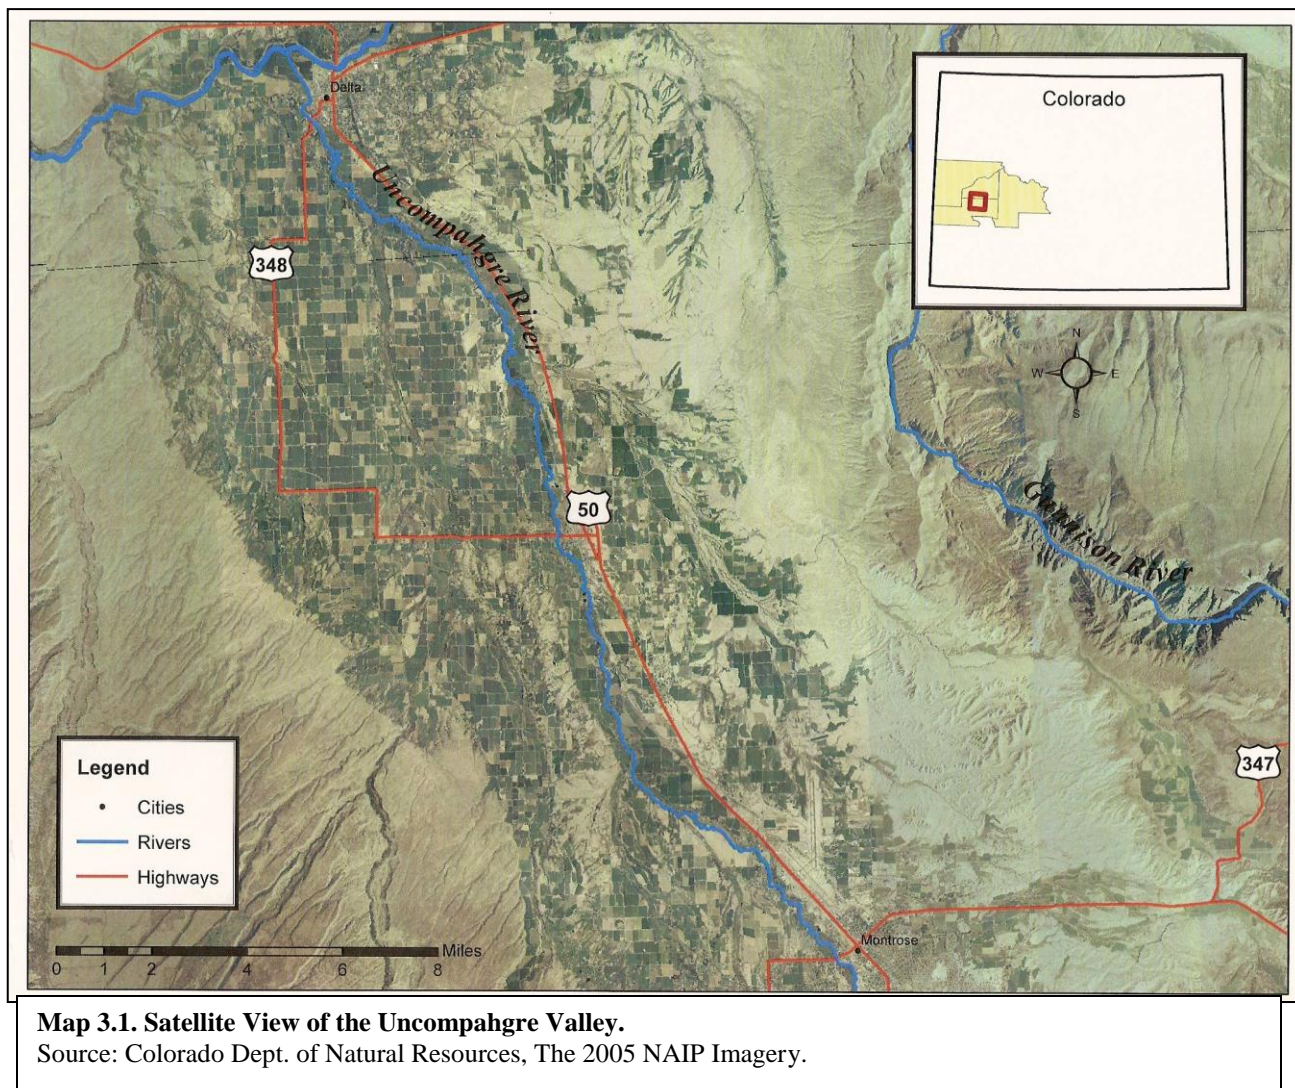 Delta
Colorado
Uncompahgre River
348
N
W E
S
50
Gunnison River
347
Legend
Cities
Rivers
Highways
Miles
0 1 2 4 6 8
Montrose
Map 3.1. Satellite View of the Uncompahgre Valley.
Source: Colorado Dept. of Natural Resources, The 2005 NAIP Imagery.